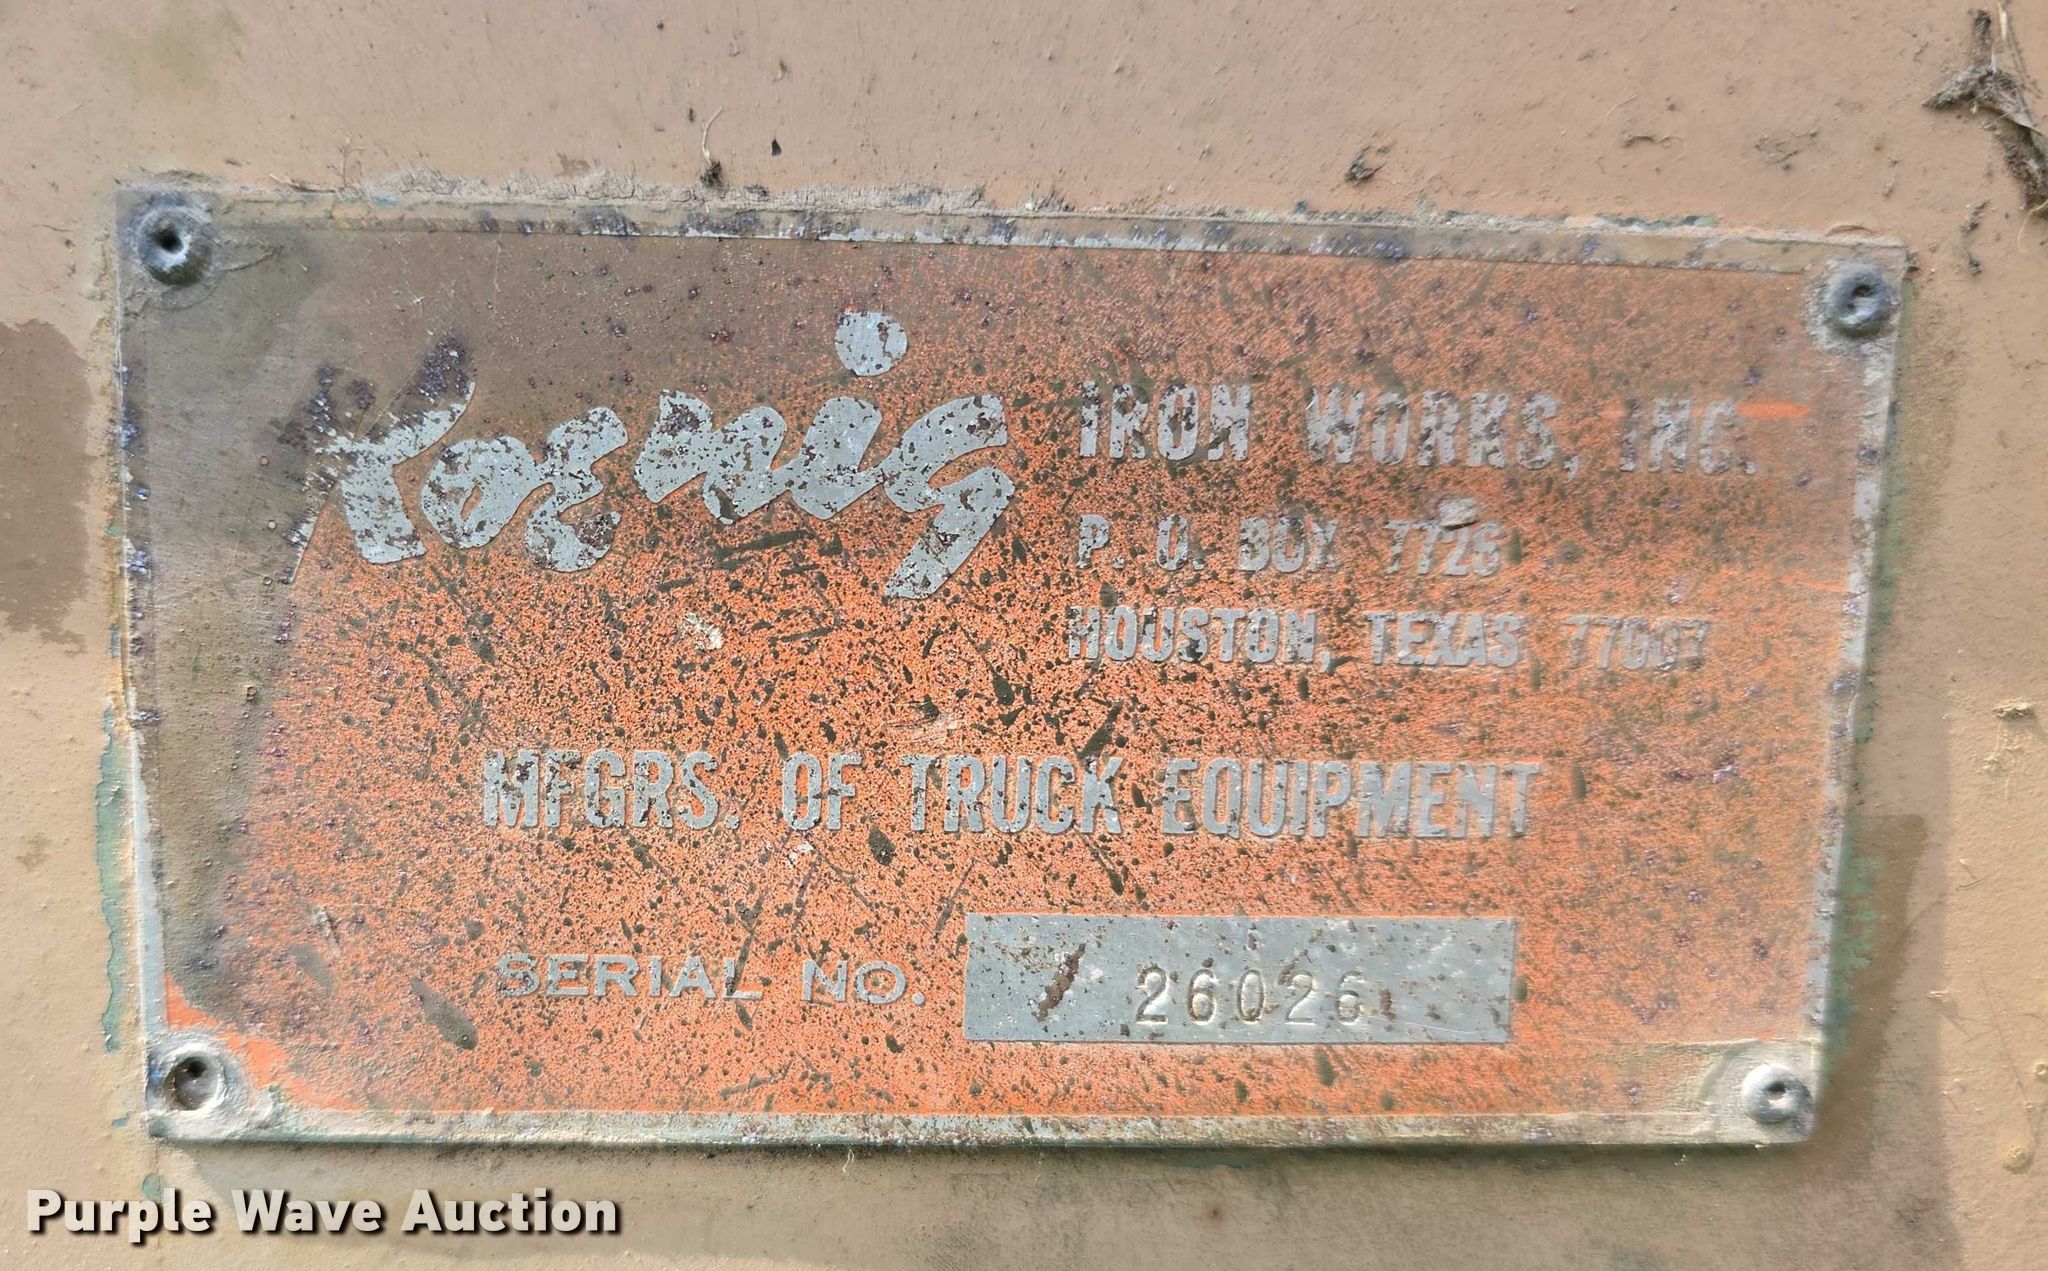 Koenig IRON WORKS, INC.
P. O. BOX 7726
HOUSTON, TEXAS 77007
MFGRS. OF TRUCK EQUIPMENT
SERIAL NO. 26026
Purple Wave Auction